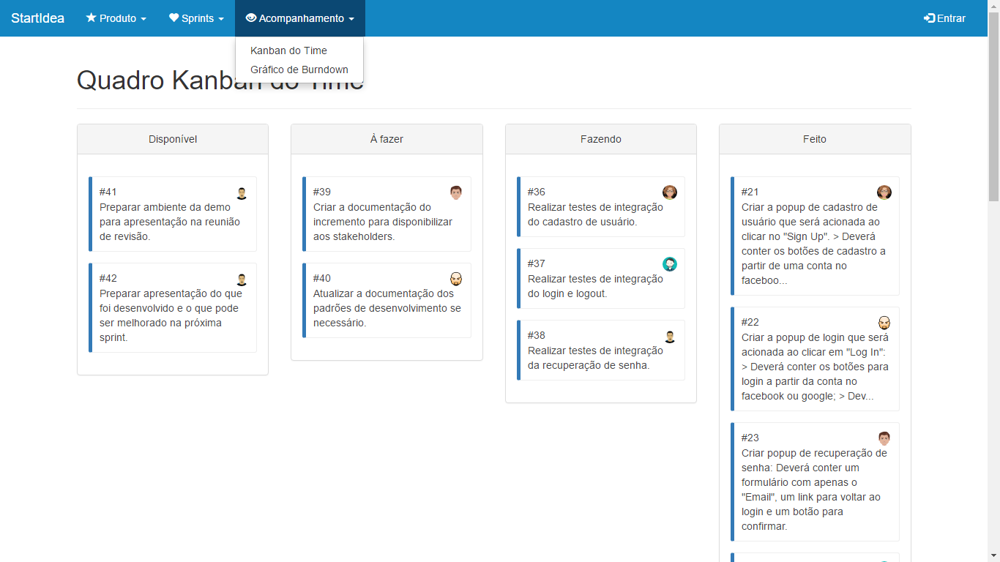 StartIdea
Produto
Sprints
Acompanhamento
Entrar
Kanban do Time
Gráfico de Burndown
Quadro Kanban do Time
Disponível
#41
Preparar ambiente da demo
para apresentação na reunião
de revisão.
#42
Preparar apresentação do que
foi desenvolvido e o que pode
ser melhorado na próxima
sprint.
À fazer
#39
Criar a documentação do
incremento para disponibilizar
aos stakeholders.
#40
Atualizar a documentação dos
padrões de desenvolvimento se
necessário.
Fazendo
#36
Realizar testes de integração
do cadastro de usuário.
#37
Realizar testes de integração
do login e logout.
#38
Realizar testes de integração
da recuperação de senha.
Feito
#21
Criar a popup de cadastro de
usuário que será acionada ao
clicar no "Sign Up". > Deverá
conter os botões de cadastro a
partir de uma conta no
faceboo...
#22
Criar a popup de login que será
acionada ao clicar em "Log In":
> Deverá conter os botões para
login a partir da conta no
facebook ou google; > Dev...
#23
Criar popup de recuperação de
senha: Deverá conter um
formulário com apenas o
"Email", um link para voltar ao
login e um botão para
confirmar.